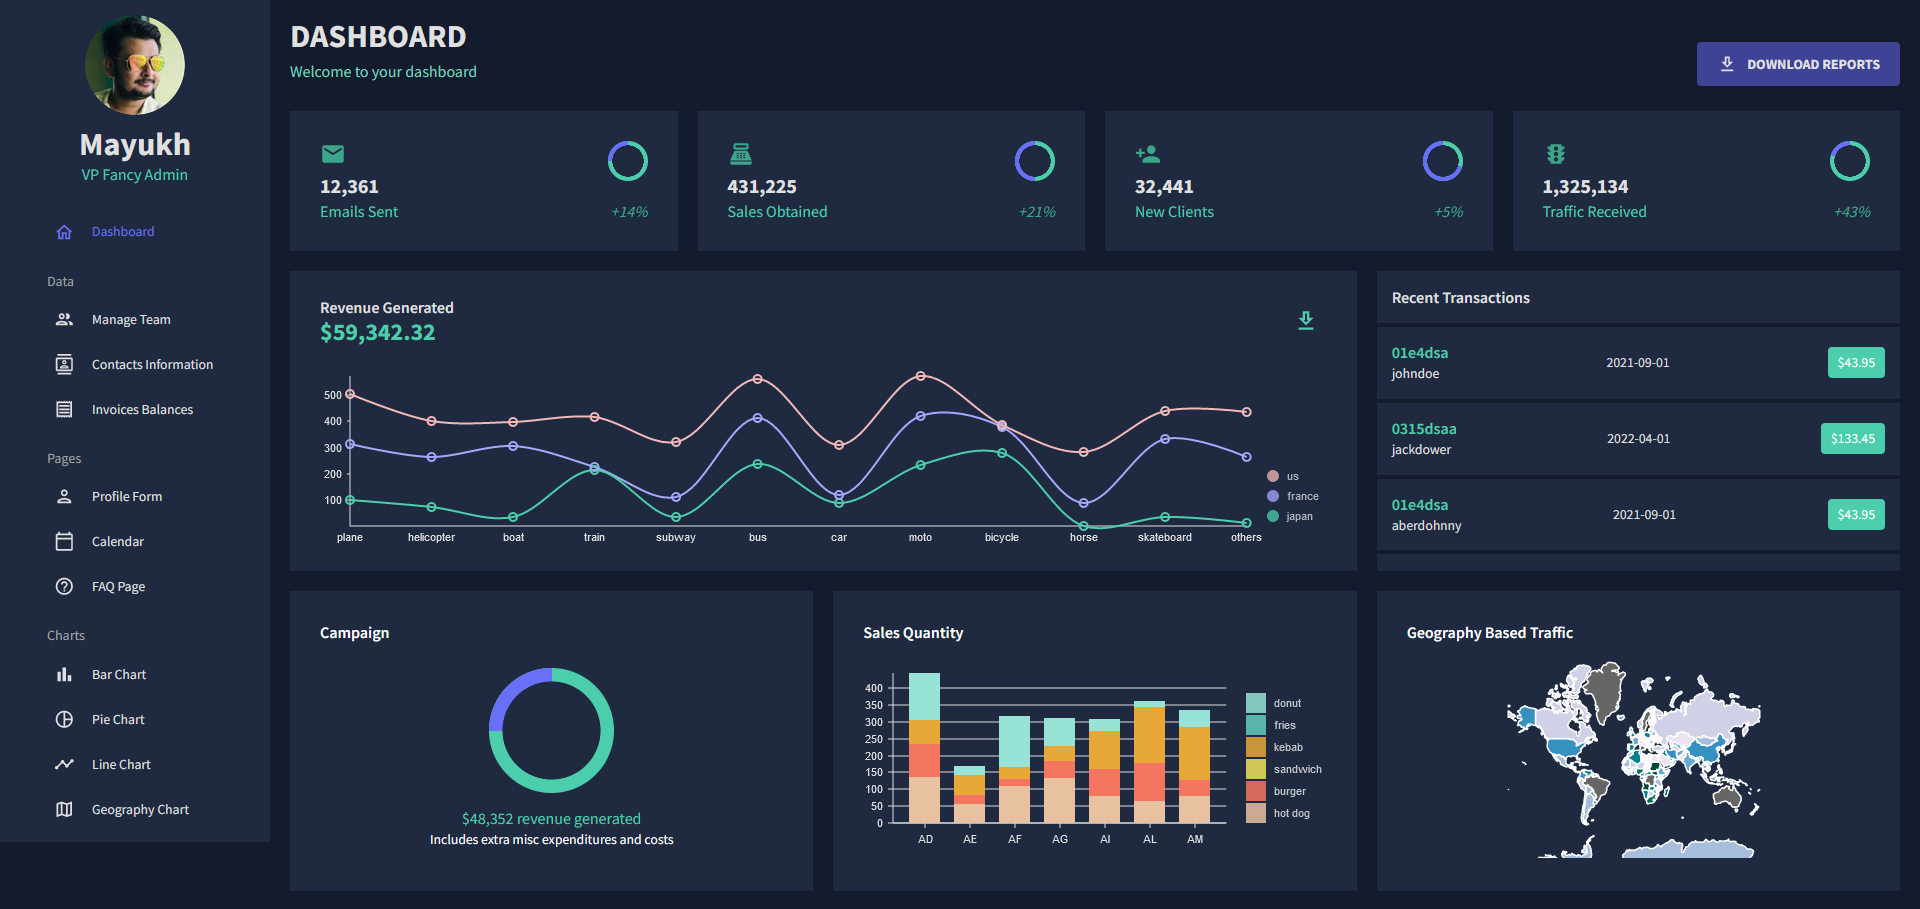 Mayukh
VP Fancy Admin
Dashboard
Data
Manage Team
Contacts Information
Invoices Balances
Pages
Profile Form
Calendar
FAQ Page
Charts
Bar Chart
Pie Chart
Line Chart
Geography Chart
DASHBOARD
Welcome to your dashboard
DOWNLOAD REPORTS
12,361
Emails Sent +14%
431,225
Sales Obtained +21%
32,441
New Clients +5%
1,325,134
Traffic Received +43%
Revenue Generated
$59,342.32
500
400
300
200
100
plane helicopter boat train subway bus car moto bicycle horse skateboard others
us
france
japan
Recent Transactions
01e4dsa
johndoe
2021-09-01
$43.95
0315dsaa
jackdower
2022-04-01
$133.45
01e4dsa
aberdohnny
2021-09-01
$43.95
Campaign
$48,352 revenue generated
Includes extra misc expenditures and costs
Sales Quantity
400
350
300
250
200
150
100
50
0
AD AE AF AG AI AL AM
donut
fries
kebab
sandwich
burger
hot dog
Geography Based Traffic